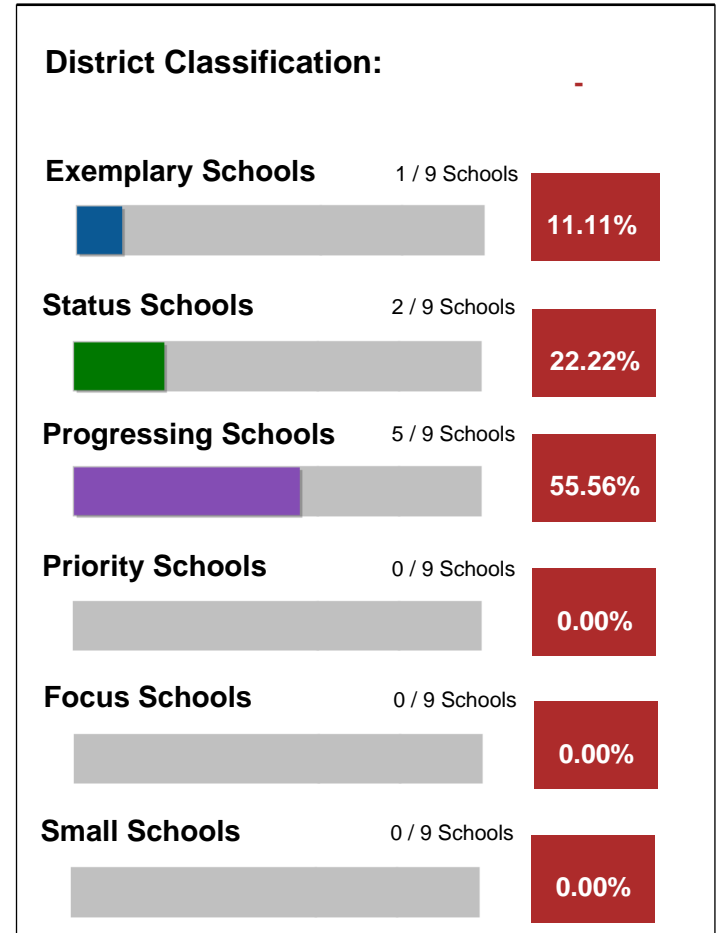 District Classification:
-
Exemplary Schools 1 / 9 Schools
11.11%
Status Schools 2 / 9 Schools
22.22%
Progressing Schools 5 / 9 Schools
55.56%
Priority Schools 0 / 9 Schools
0.00%
Focus Schools 0 / 9 Schools
0.00%
Small Schools 0 / 9 Schools
0.00%